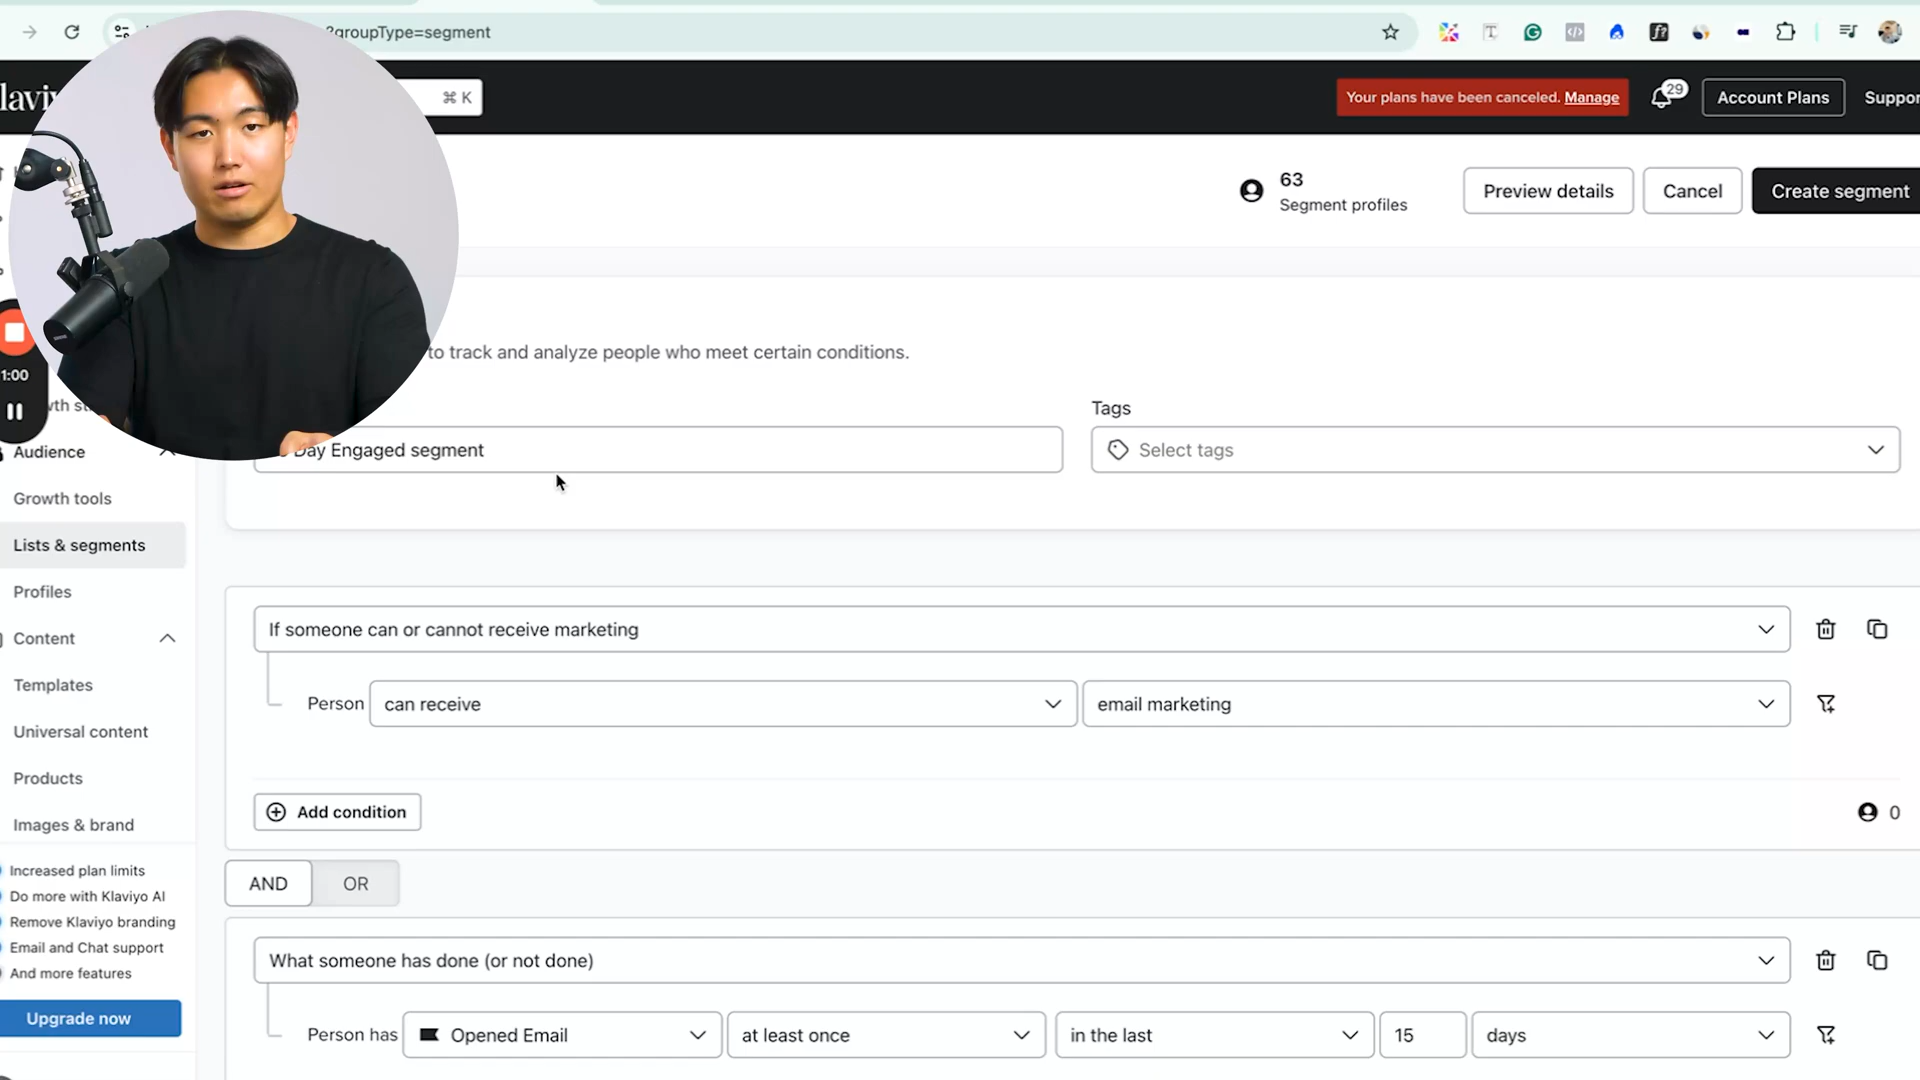 ?groupType=segment
laviy
⌘ K
Your plans have been canceled. Manage
29
Account Plans
Suppor
63
Segment profiles
Preview details
Cancel
Create segment
to track and analyze people who meet certain conditions.
1:00
Tags
Day Engaged segment
Select tags
Audience
Growth tools
Lists & segments
Profiles
Content
Templates
Universal content
Products
Images & brand
Increased plan limits
Do more with Klaviyo AI
Remove Klaviyo branding
Email and Chat support
And more features
Upgrade now
If someone can or cannot receive marketing
Person can receive email marketing
Add condition
0
AND OR
What someone has done (or not done)
Person has Opened Email at least once in the last 15 days